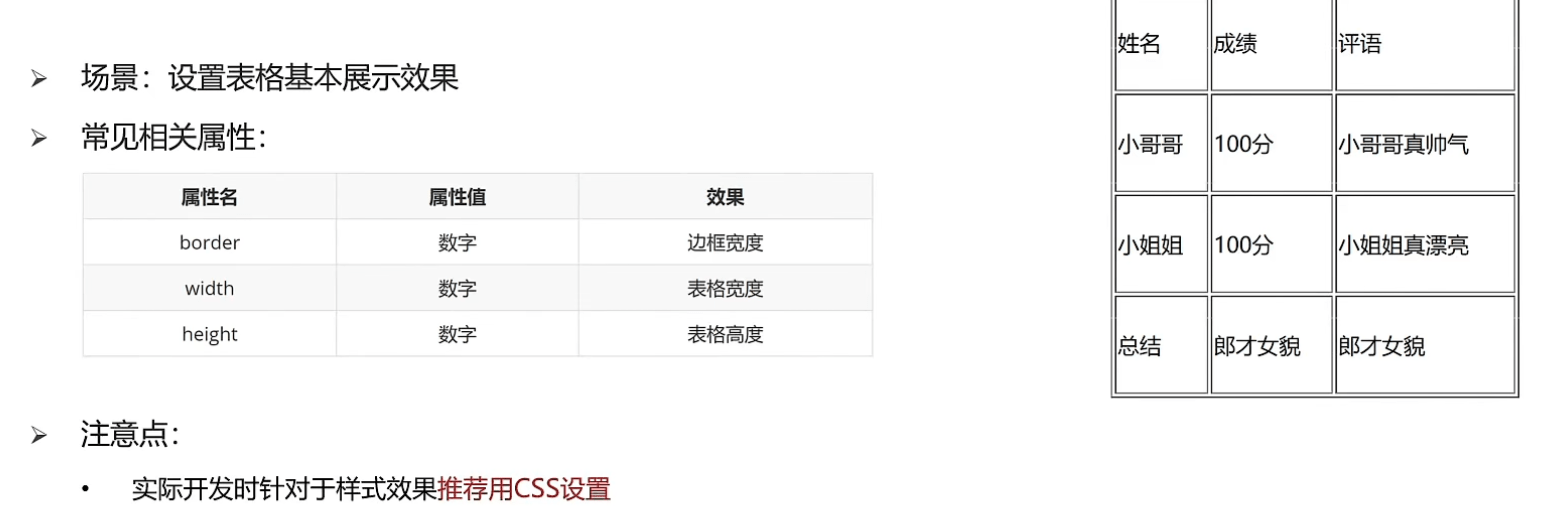 ➢ 场景：设置表格基本展示效果
➢ 常见相关属性：
属性名 属性值 效果
border 数字 边框宽度
width 数字 表格宽度
height 数字 表格高度
➢ 注意点：
• 实际开发时针对于样式效果推荐用CSS设置
姓名 成绩 评语
小哥哥 100分 小哥哥真帅气
小姐姐 100分 小姐姐真漂亮
总结 郎才女貌 郎才女貌